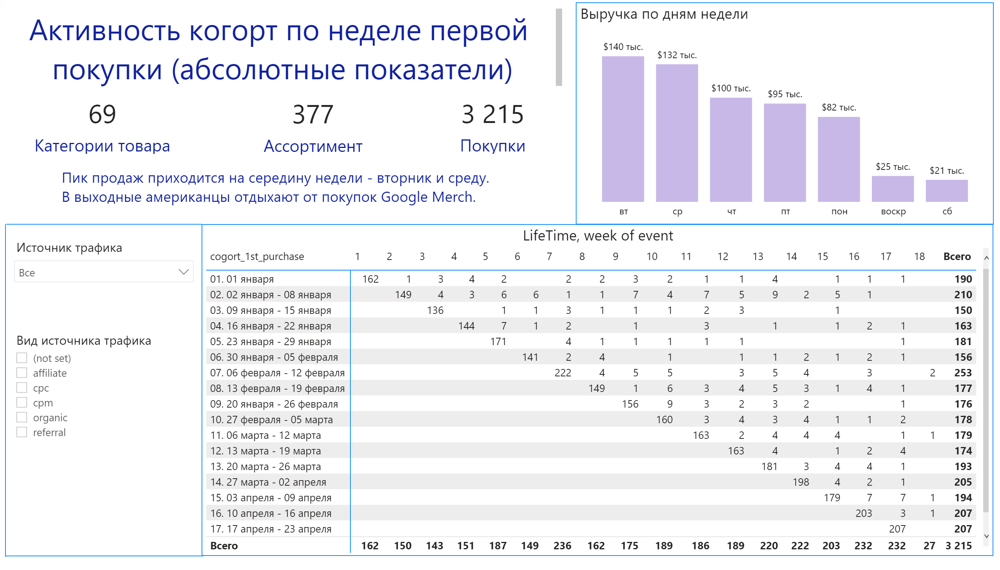 Активность когорт по неделе первой
покупки (абсолютные показатели)
69 377 3 215
Категории товара Ассортимент Покупки
Пик продаж приходится на середину недели - вторник и среду.
В выходные американцы отдыхают от покупок Google Merch.
Выручка по дням недели
$140 тыс. $132 тыс. $100 тыс. $95 тыс. $82 тыс. $25 тыс. $21 тыс.
вт ср чт пт пон воскр сб
Источник трафика
Все
Вид источника трафика
(not set)
affiliate
cpc
cpm
organic
referral
LifeTime, week of event
cogort_1st_purchase 1 2 3 4 5 6 7 8 9 10 11 12 13 14 15 16 17 18 Всего
01. 01 января 162 1 3 4 2 2 2 3 2 1 1 4 1 1 1 190
02. 02 января - 08 января 149 4 3 6 6 1 1 7 4 7 5 9 2 5 1 210
03. 09 января - 15 января 136 1 1 3 1 1 1 2 3 1 150
04. 16 января - 22 января 144 7 1 2 1 3 1 1 2 1 163
05. 23 января - 29 января 171 4 1 1 1 1 1 1 181
06. 30 января - 05 февраля 141 2 4 1 1 1 2 1 2 1 156
07. 06 февраля - 12 февраля 222 4 5 5 3 5 4 3 2 253
08. 13 февраля - 19 февраля 149 1 6 3 4 5 3 1 4 1 177
09. 20 января - 26 февраля 156 9 3 2 3 2 1 176
10. 27 февраля - 05 марта 160 3 4 3 4 1 1 2 178
11. 06 марта - 12 марта 163 2 4 4 4 1 1 179
12. 13 марта - 19 марта 163 4 1 2 4 174
13. 20 марта - 26 марта 181 3 4 4 1 193
14. 27 марта - 02 апреля 198 4 2 1 205
15. 03 апреля - 09 апреля 179 7 7 1 194
16. 10 апреля - 16 апреля 203 3 1 207
17. 17 апреля - 23 апреля 207 207
Всего 162 150 143 151 187 149 236 162 175 189 186 189 220 222 203 232 232 27 3 215